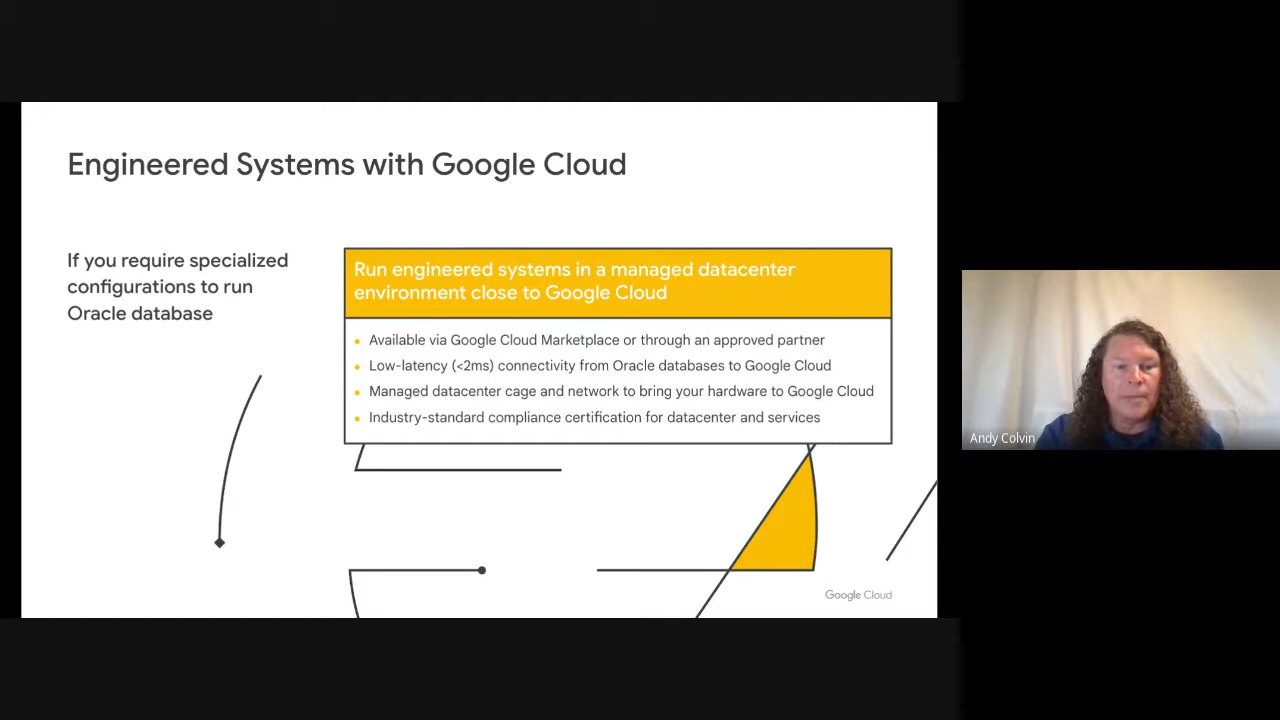 Engineered Systems with Google Cloud
If you require specialized
configurations to run
Oracle database
Run engineered systems in a managed datacenter
environment close to Google Cloud
• Available via Google Cloud Marketplace or through an approved partner
• Low-latency (<2ms) connectivity from Oracle databases to Google Cloud
• Managed datacenter cage and network to bring your hardware to Google Cloud
• Industry-standard compliance certification for datacenter and services
Google Cloud
Andy Colvin